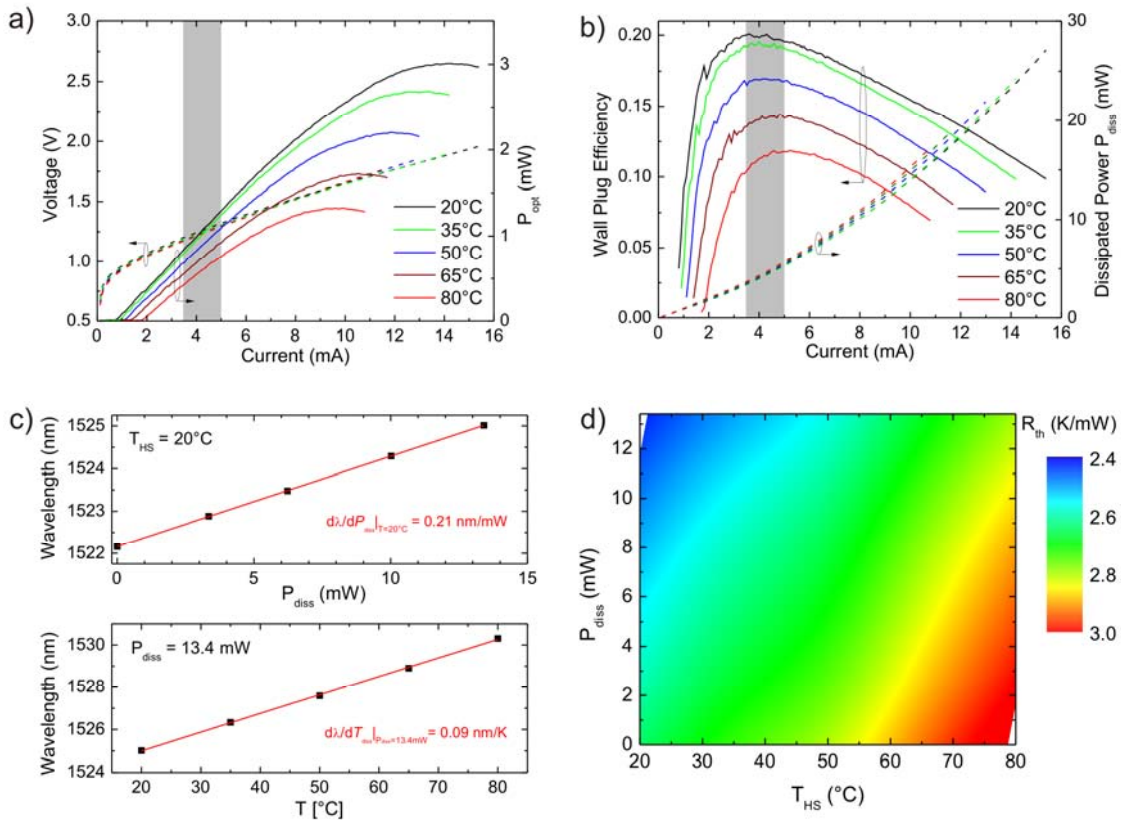 a)
3.0
2.5
2.0
1.5
1.0
0.5
Voltage (V)
3
2
1
0
P_opt (mW)
20°C
35°C
50°C
65°C
80°C
0 2 4 6 8 10 12 14 16
Current (mA)
b)
0.20
0.15
0.10
0.05
0.00
Wall Plug Efficiency
30
20
10
0
Dissipated Power P_diss (mW)
20°C
35°C
50°C
65°C
80°C
0 2 4 6 8 10 12 14 16
Current (mA)
c)
1525
1524
1523
1522
Wavelength (nm)
T_HS = 20°C
dλ/dP_diss|_T=20°C = 0.21 nm/mW
0 5 10 15
P_diss (mW)
1530
1528
1526
1524
Wavelength (nm)
P_diss = 13.4 mW
= 0.09 nm/K
20 30 40 50 60 70 80
T [°C]
d)
12
10
8
6
4
2
0
P_diss (mW)
20 30 40 50 60 70 80
T_HS (°C)
R_th (K/mW)
2.4
2.6
2.8
3.0